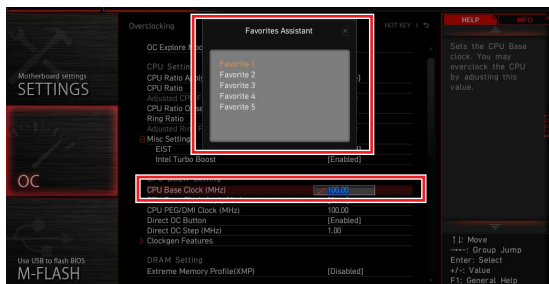 Motherboard settings
SETTINGS
OC
Use USB to flash BIOS
M-FLASH
Overclocking
HOT KEY
OC Explore
CPU
CPU Ratio
CPU Ratio
CPU Ratio
Ring Ratio
Adjusted
Misc Setting
EIST
Intel Turbo Boost [Enabled]
Favorites Assistant
Favorite 1
Favorite 2
Favorite 3
Favorite 4
Favorite 5
CPU Base Clock (MHz) 100.00
CPU PEG/DMI Clock (MHz) 100.00
Direct OC Button [Enabled]
Direct OC Step (MHz) 1.00
Clockgen Features
DRAM Setting
Extreme Memory Profile(XMP) [Disabled]
HELP
INFO
Sets the CPU Base
clock. You may
overclock the CPU
by adjusting this
value.
↑↓: Move
→←: Group Jump
Enter: Select
+/-: Value
F1: General Help